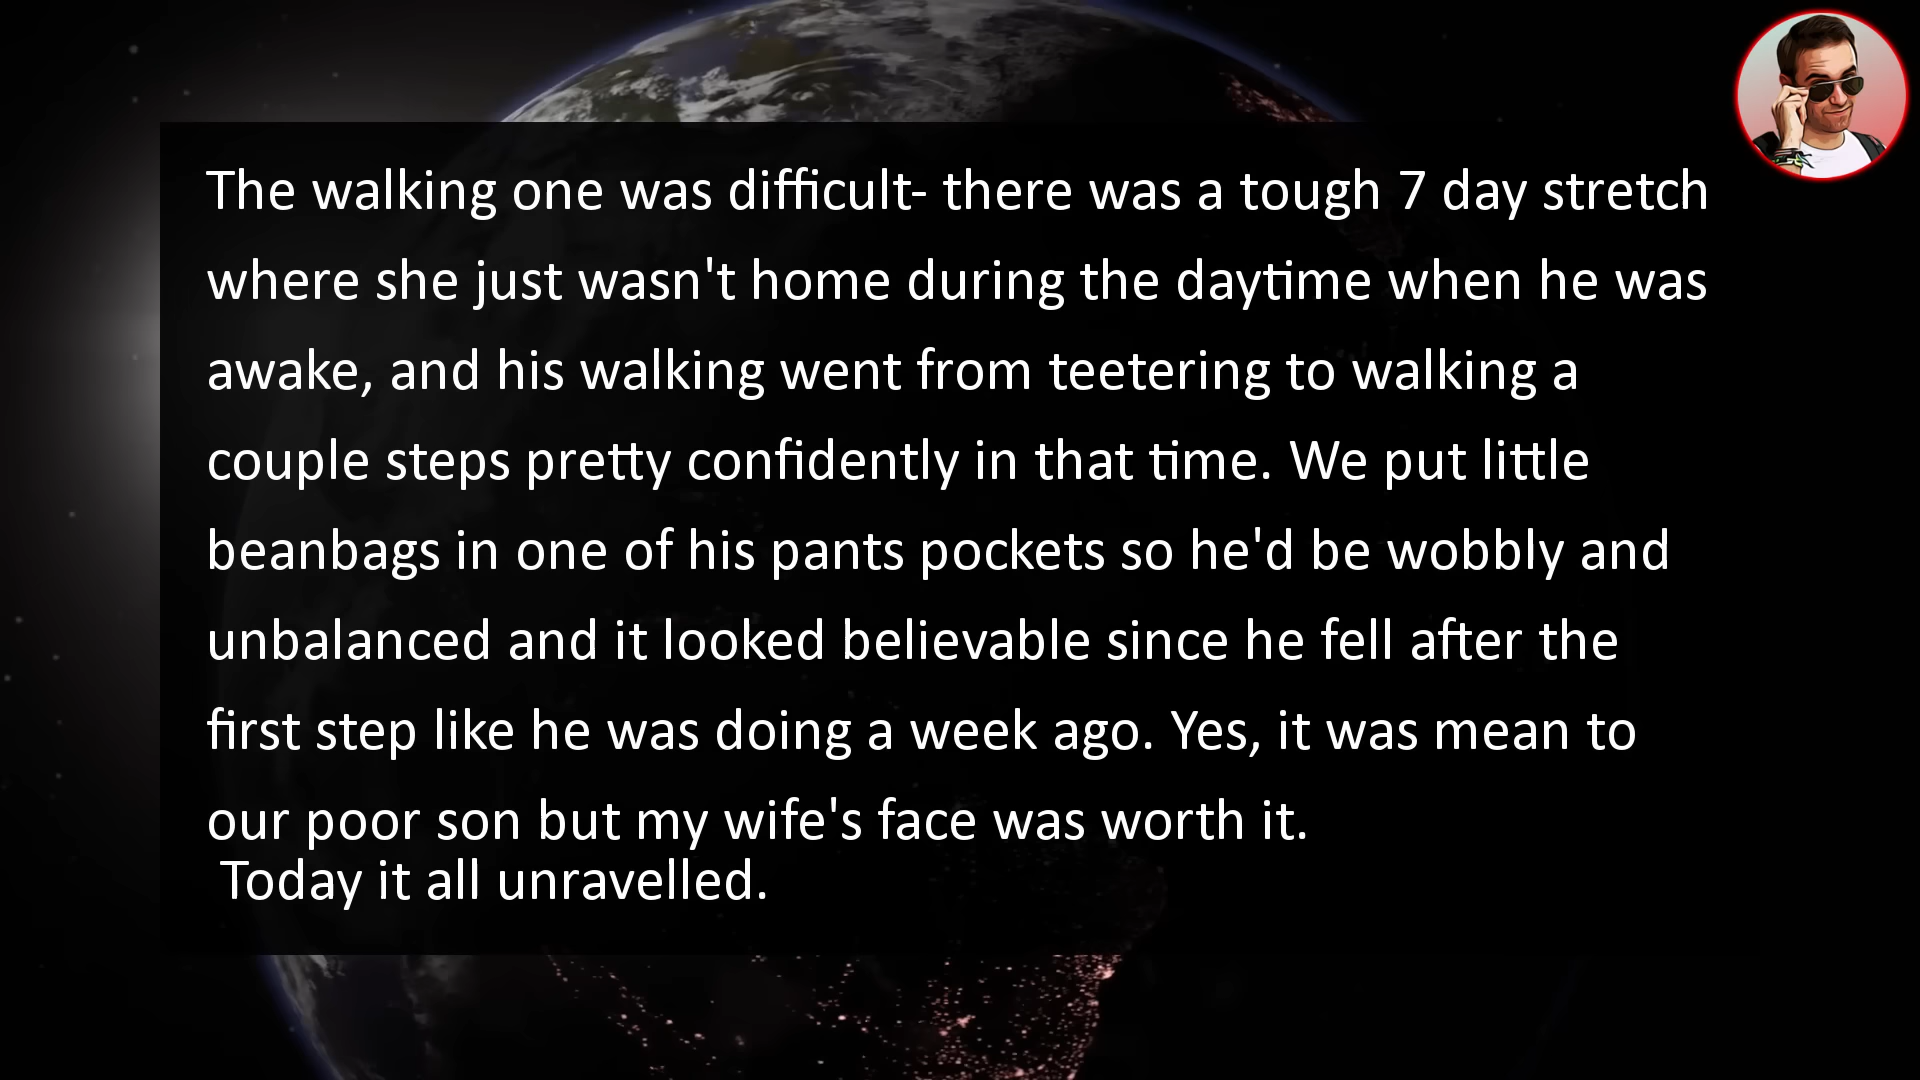 The walking one was difficult- there was a tough 7 day stretch
where she just wasn't home during the daytime when he was
awake, and his walking went from teetering to walking a
couple steps pretty confidently in that time. We put little
beanbags in one of his pants pockets so he'd be wobbly and
unbalanced and it looked believable since he fell after the
first step like he was doing a week ago. Yes, it was mean to
our poor son but my wife's face was worth it.
Today it all unravelled.